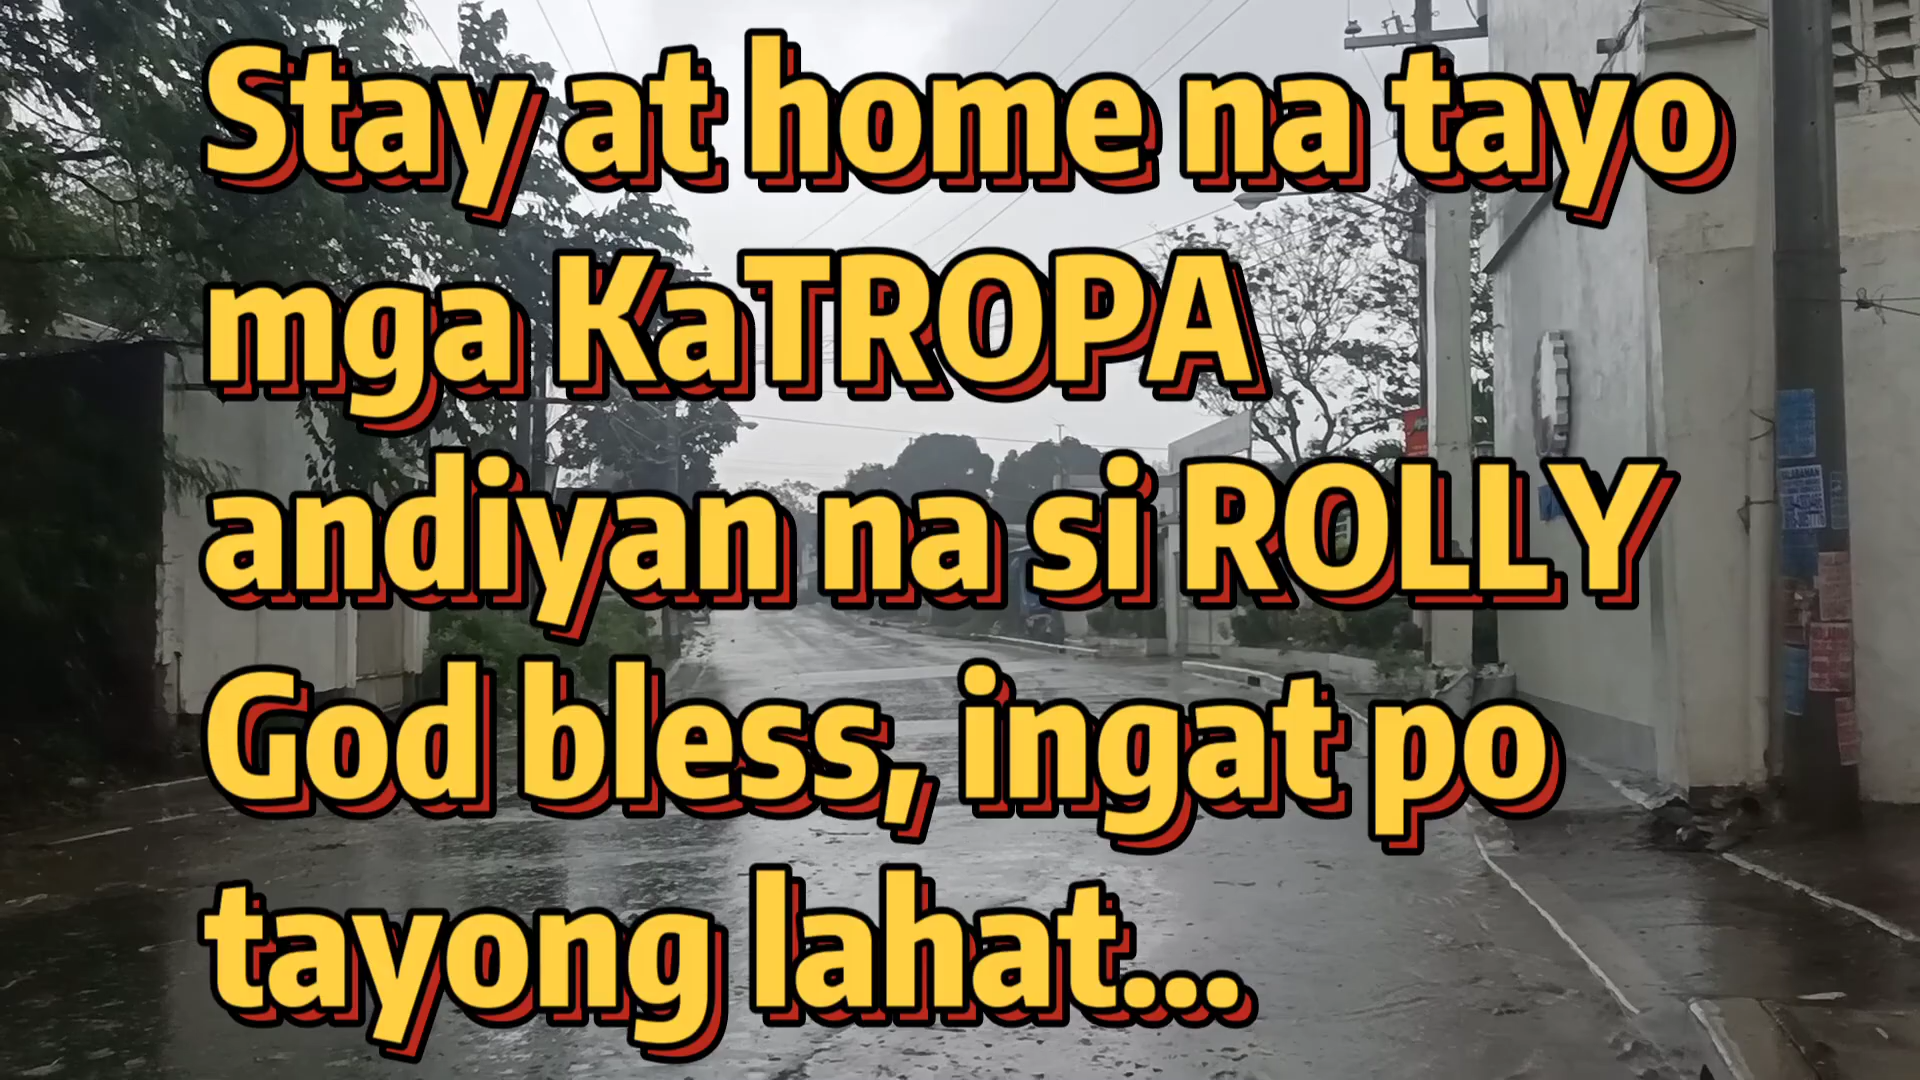 Stay at home na tayo
mga KaTROPA
andiyan na si ROLLY
God bless, ingat po
tayong lahat...